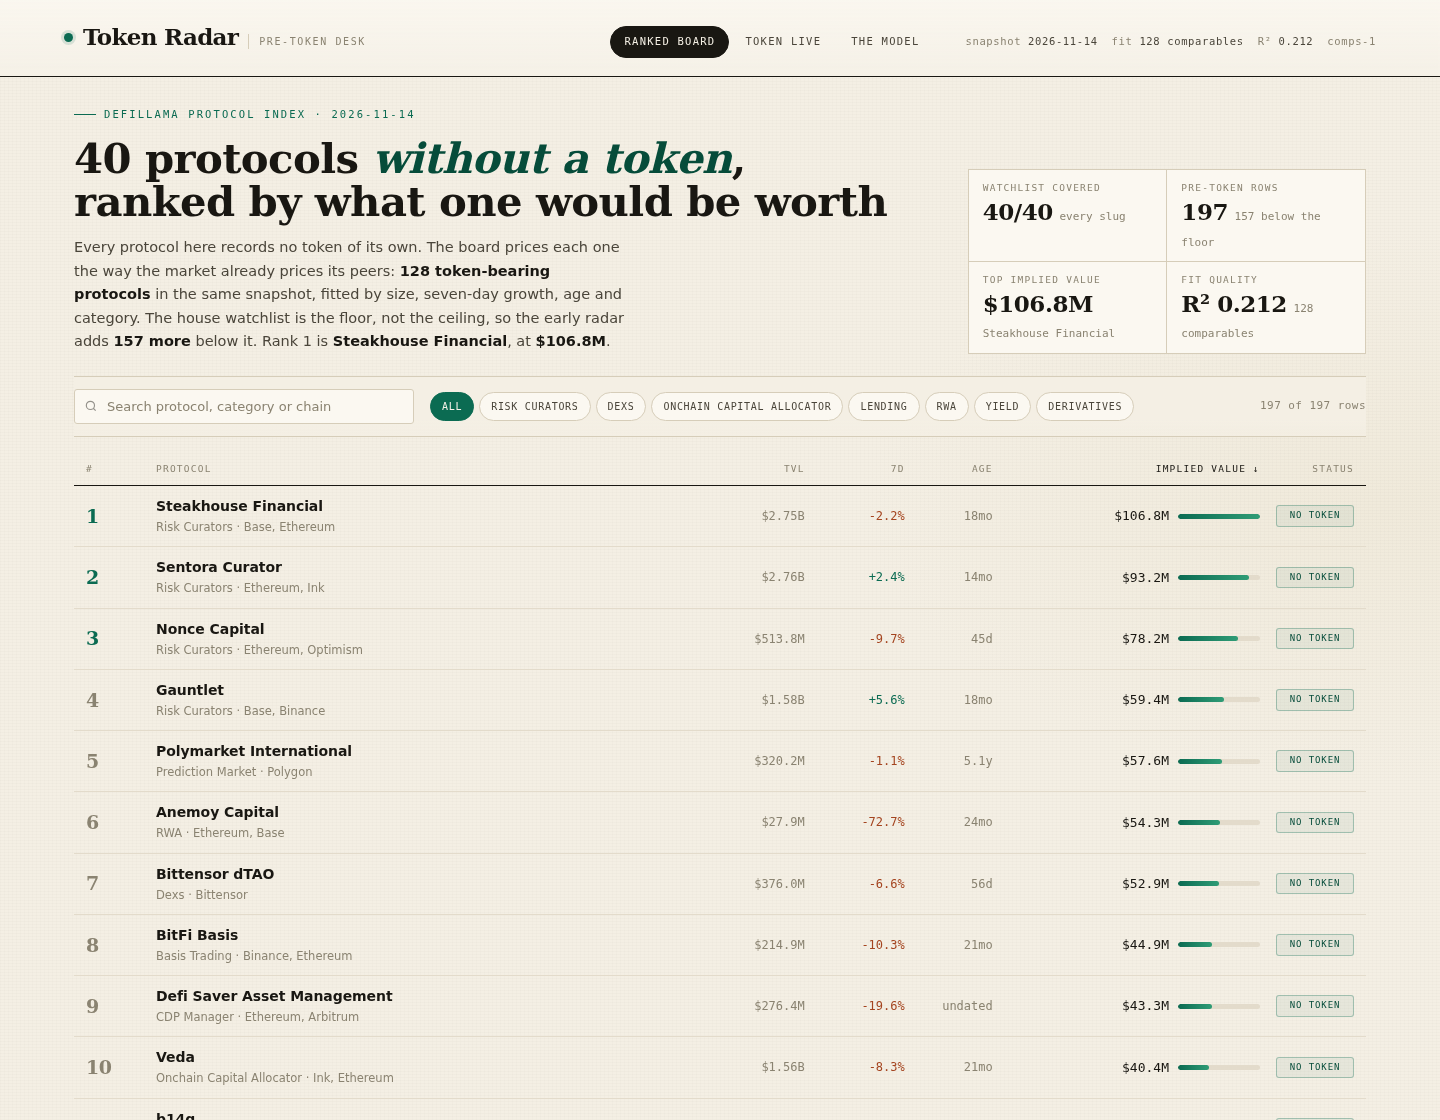 Token Radar
PRE-TOKEN DESK
RANKED BOARD
TOKEN LIVE
THE MODEL
snapshot 2026-11-14 fit 128 comparables R² 0.212 comps-1
DEFILLAMA PROTOCOL INDEX · 2026-11-14
40 protocols without a token,
ranked by what one would be worth
Every protocol here records no token of its own. The board prices each one
the way the market already prices its peers: 128 token-bearing
protocols in the same snapshot, fitted by size, seven-day growth, age and
category. The house watchlist is the floor, not the ceiling, so the early radar
adds 157 more below it. Rank 1 is Steakhouse Financial, at $106.8M.
WATCHLIST COVERED
40/40 every slug
PRE-TOKEN ROWS
197 157 below the
floor
TOP IMPLIED VALUE
$106.8M
Steakhouse Financial
FIT QUALITY
R² 0.212 128
comparables
Search protocol, category or chain
ALL
RISK CURATORS
DEXS
ONCHAIN CAPITAL ALLOCATOR
LENDING
RWA
YIELD
DERIVATIVES
197 of 197 rows
# PROTOCOL TVL 7D AGE IMPLIED VALUE ↓ STATUS
1 Steakhouse Financial $2.75B -2.2% 18mo $106.8M NO TOKEN
Risk Curators · Base, Ethereum
2 Sentora Curator $2.76B +2.4% 14mo $93.2M NO TOKEN
Risk Curators · Ethereum, Ink
3 Nonce Capital $513.8M -9.7% 45d $78.2M NO TOKEN
Risk Curators · Ethereum, Optimism
4 Gauntlet $1.58B +5.6% 18mo $59.4M NO TOKEN
Risk Curators · Base, Binance
5 Polymarket International $320.2M -1.1% 5.1y $57.6M NO TOKEN
Prediction Market · Polygon
6 Anemoy Capital $27.9M -72.7% 24mo $54.3M NO TOKEN
RWA · Ethereum, Base
7 Bittensor dTAO $376.0M -6.6% 56d $52.9M NO TOKEN
Dexs · Bittensor
8 BitFi Basis $214.9M -10.3% 21mo $44.9M NO TOKEN
Basis Trading · Binance, Ethereum
9 Defi Saver Asset Management $276.4M -19.6% undated $43.3M NO TOKEN
CDP Manager · Ethereum, Arbitrum
10 Veda $1.56B -8.3% 21mo $40.4M NO TOKEN
Onchain Capital Allocator · Ink, Ethereum
b14g